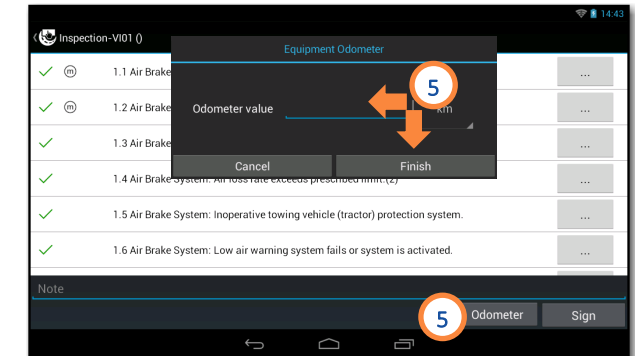 14:43
Inspection-VI01 ()
Equipment Odometer
1.1 Air Brake
5
1.2 Air Brake
Odometer value
km
1.3 Air Brake
Cancel
Finish
1.4 Air Brake System: Air loss rate exceeds prescribed limit.(2)
1.5 Air Brake System: Inoperative towing vehicle (tractor) protection system.
1.6 Air Brake System: Low air warning system fails or system is activated.
Note
5
Odometer
Sign